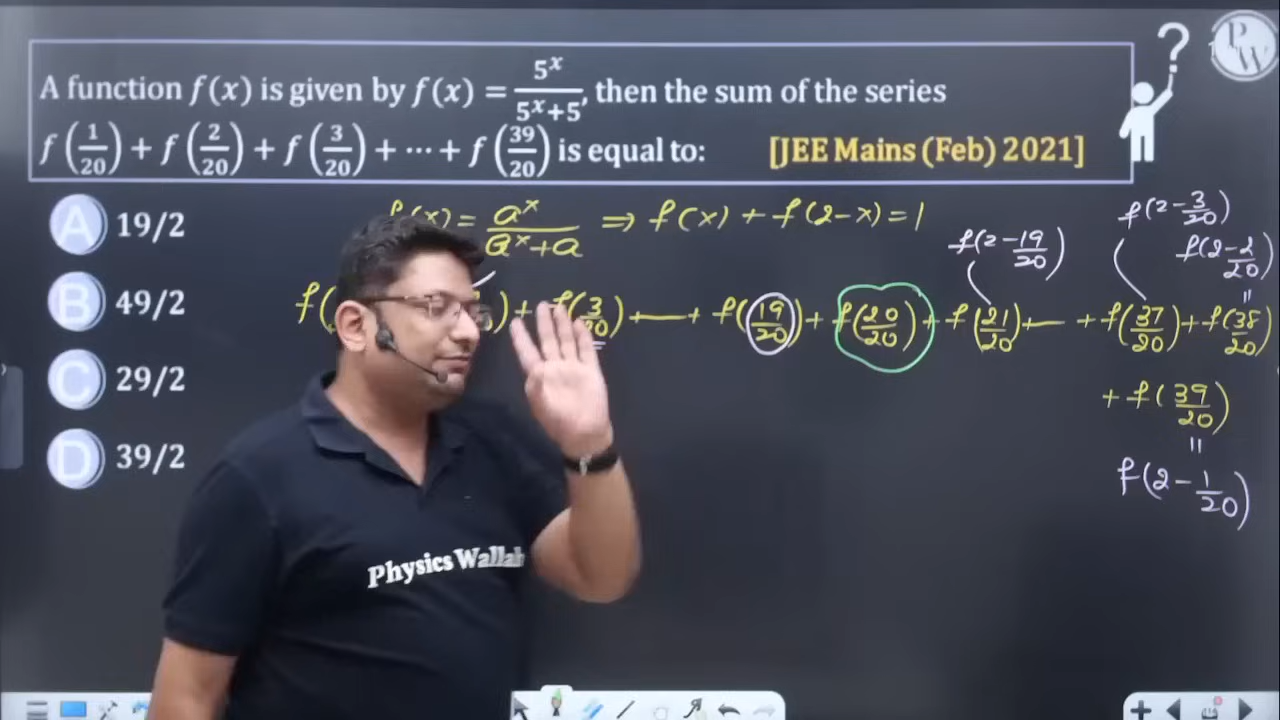 A function f(x) is given by f(x) = 5^x / 5^x+5, then the sum of the series
f(1/20) + f(2/20) + f(3/20) + ⋯ + f(39/20) is equal to: [JEE Mains (Feb) 2021]
PW
A 19/2
B 49/2
C 29/2
D 39/2
f(x) = a^x / a^x+a ⇒ f(x) + f(2-x) = 1
f(2-19/20)
f(2-3/20)
f(2-2/20)
f( ) + f(3/20) — + f(19/20) + f(20/20) + f(21/20) — + f(37/20) + f(38/20)
+ f(39/20)
f(2-1/20)
Physics Wallah